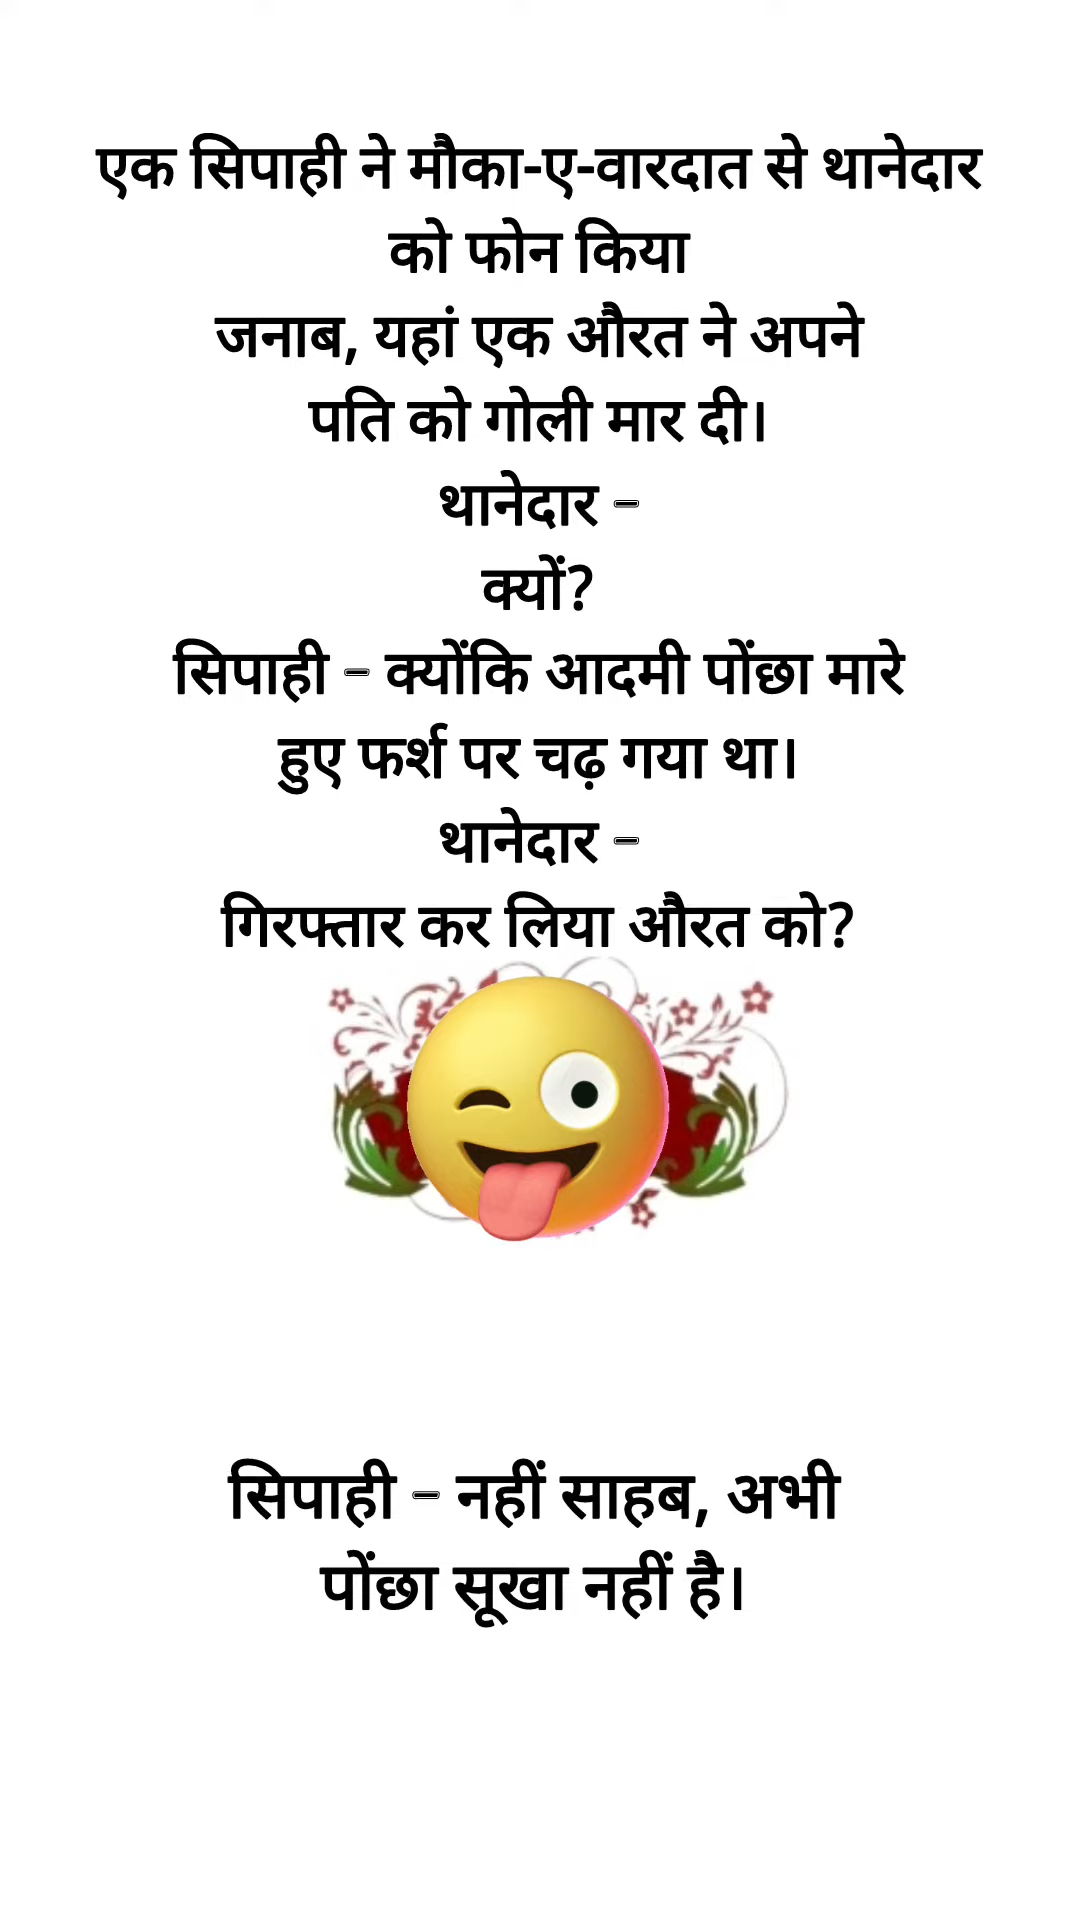 एक सिपाही ने मौका-ए-वारदात से थानेदार
को फोन किया
जनाब, यहां एक औरत ने अपने
पति को गोली मार दी।
थानेदार –
क्यों?
सिपाही – क्योंकि आदमी पोंछा मारे
हुए फर्श पर चढ़ गया था।
थानेदार –
गिरफ्तार कर लिया औरत को?
सिपाही – नहीं साहब, अभी
पोंछा सूखा नहीं है।